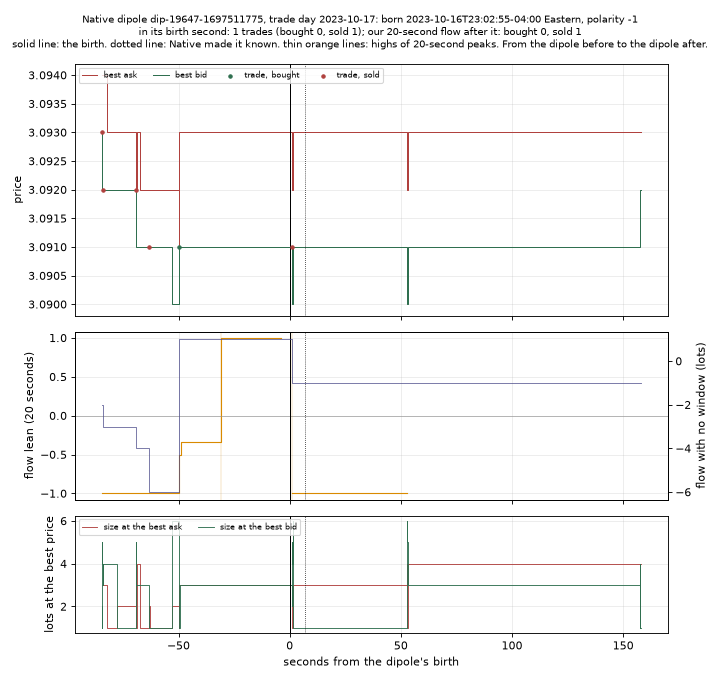 Native dipole dip-19647-1697511775, trade day 2023-10-17: born 2023-10-16T23:02:55-04:00 Eastern, polarity -1
in its birth second: 1 trades (bought 0, sold 1); our 20-second flow after it: bought 0, sold 1
solid line: the birth. dotted line: Native made it known. thin orange lines: highs of 20-second peaks. From the dipole before to the dipole after.
best ask best bid trade, bought trade, sold
3.0940
3.0935
3.0930
3.0925
3.0920
3.0915
3.0910
3.0905
3.0900
price
1.0
0.5
0.0
−0.5
−1.0
flow lean (20 seconds)
0
−2
−4
−6
flow with no window (lots)
size at the best ask size at the best bid
6
4
2
lots at the best price
−50 0 50 100 150
seconds from the dipole's birth